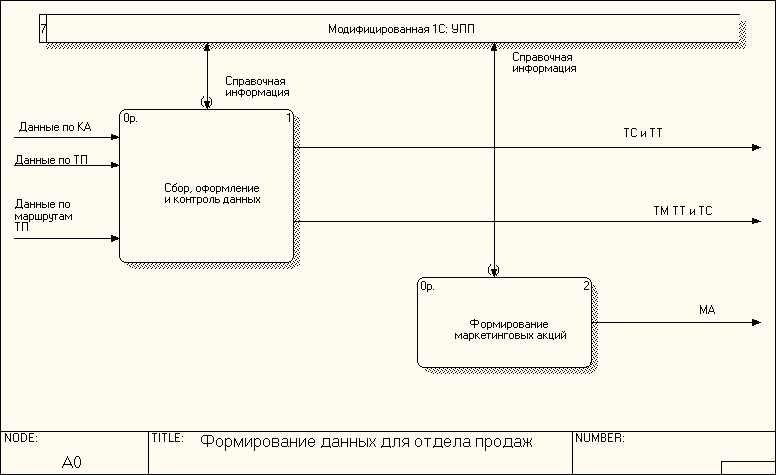 7 Модифицированная 1С: УПП
Справочная
информация
Справочная
информация
0р. 1
Данные по КА
Данные по ТП
Данные по
маршрутам
ТП
Сбор, оформление
и контроль данных
ТС и ТТ
ТМ ТТ и ТС
0р. 2
Формирование
маркетинговых акций
МА
NODE: TITLE: Формирование данных для отдела продаж NUMBER:
A0